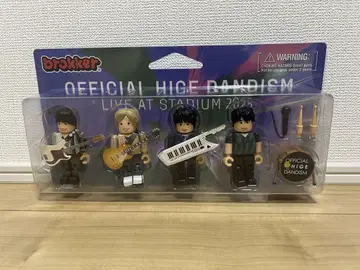 brokker
OFFICIAL HIGE DANDISM
LIVE AT STADIUM 2025
WARNING:
OFFICIAL
HIGE
DANDISM